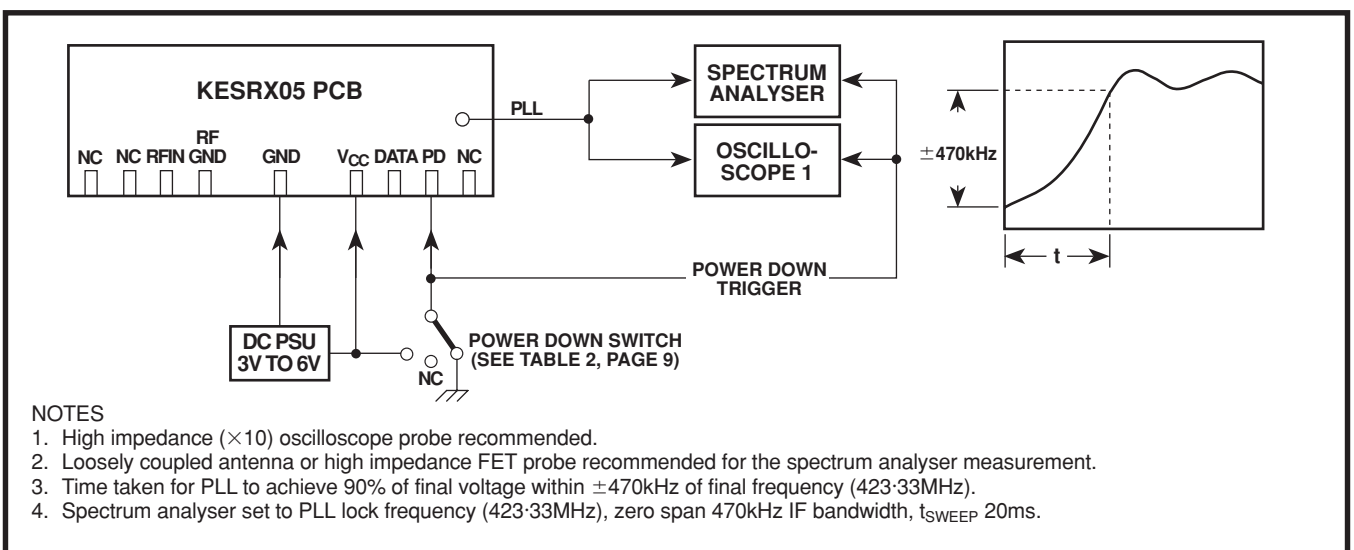 KESRX05 PCB
PLL
SPECTRUM
ANALYSER
OSCILLO-
SCOPE 1
±470kHz
t
NC NC RFIN RF GND GND VCC DATA PD NC
POWER DOWN
TRIGGER
DC PSU
3V TO 6V
POWER DOWN SWITCH
(SEE TABLE 2, PAGE 9)
NC
NOTES
1. High impedance (×10) oscilloscope probe recommended.
2. Loosely coupled antenna or high impedance FET probe recommended for the spectrum analyser measurement.
3. Time taken for PLL to achieve 90% of final voltage within ±470kHz of final frequency (423·33MHz).
4. Spectrum analyser set to PLL lock frequency (423·33MHz), zero span 470kHz IF bandwidth, tSWEEP 20ms.